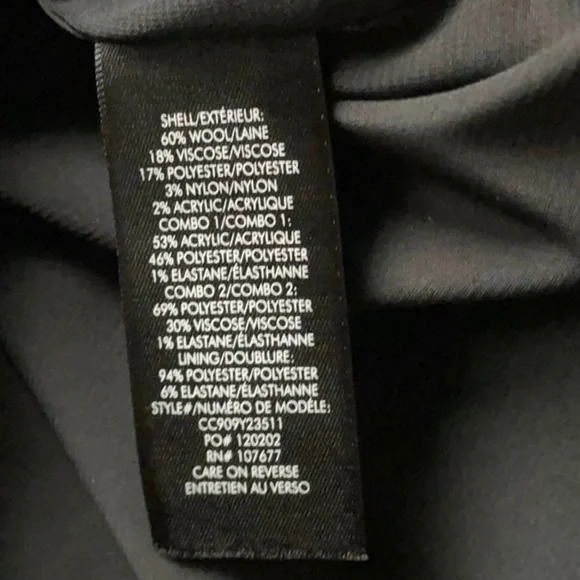 SHELL/EXTÉRIEUR:
60% WOOL/LAINE
18% VISCOSE/VISCOSE
17% POLYESTER/POLYESTER
3% NYLON/NYLON
2% ACRYLIC/ACRYLIQUE
COMBO 1/COMBO 1:
53% ACRYLIC/ACRYLIQUE
46% POLYESTER/POLYESTER
1% ELASTANE/ÉLASTHANNE
COMBO 2/COMBO 2:
69% POLYESTER/POLYESTER
30% VISCOSE/VISCOSE
1% ELASTANE/ÉLASTHANNE
LINING/DOUBLURE:
94% POLYESTER/POLYESTER
6% ELASTANE/ÉLASTHANNE
STYLE#/NUMÉRO DE MODÈLE:
CC909Y23511
PO# 120202
RN# 107677
CARE ON REVERSE
ENTRETIEN AU VERSO